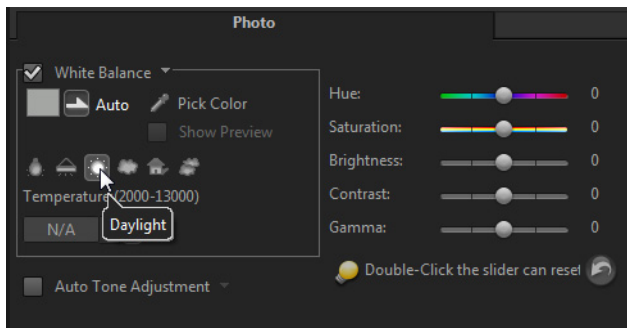 Photo
White Balance
Auto
Pick Color
Show Preview
Temperature (2000-13000)
Daylight
N/A
Auto Tone Adjustment
Hue: 0
Saturation: 0
Brightness: 0
Contrast: 0
Gamma: 0
Double-Click the slider can reset